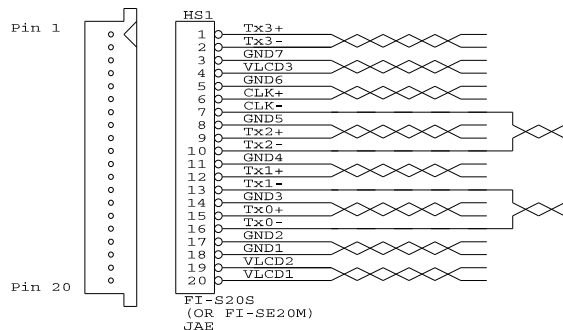 Pin 1
Pin 20
HS1
1 Tx3+
2 Tx3-
3 GND7
4 VLCD3
5 GND6
6 CLK+
7 CLK-
8 GND5
9 Tx2+
10 Tx2-
11 GND4
12 Tx1+
13 Tx1-
14 GND3
15 Tx0+
16 Tx0-
17 GND2
18 GND1
19 VLCD2
20 VLCD1
FI-S20S
(OR FI-SE20M)
JAE